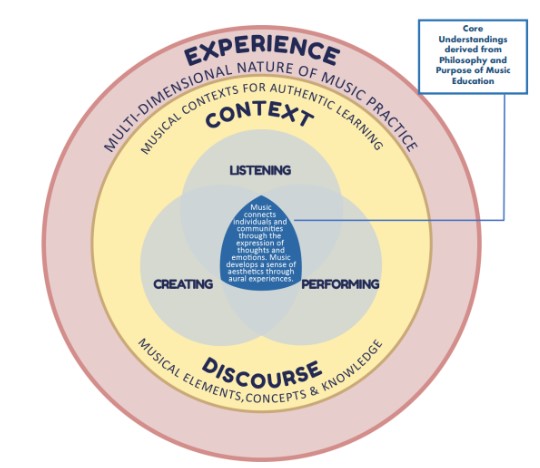 Core
Understandings
derived from
Philosophy and
Purpose of Music
Education
EXPERIENCE
MULTI-DIMENSIONAL NATURE OF MUSIC PRACTICE
MUSICAL CONTEXTS FOR AUTHENTIC LEARNING
CONTEXT
LISTENING
Music
connects
individuals and
communities
through the
expression of
thoughts and
emotions. Music
develops a sense of
aesthetics through
aural experiences.
CREATING
PERFORMING
DISCOURSE
MUSICAL ELEMENTS,CONCEPTS & KNOWLEDGE